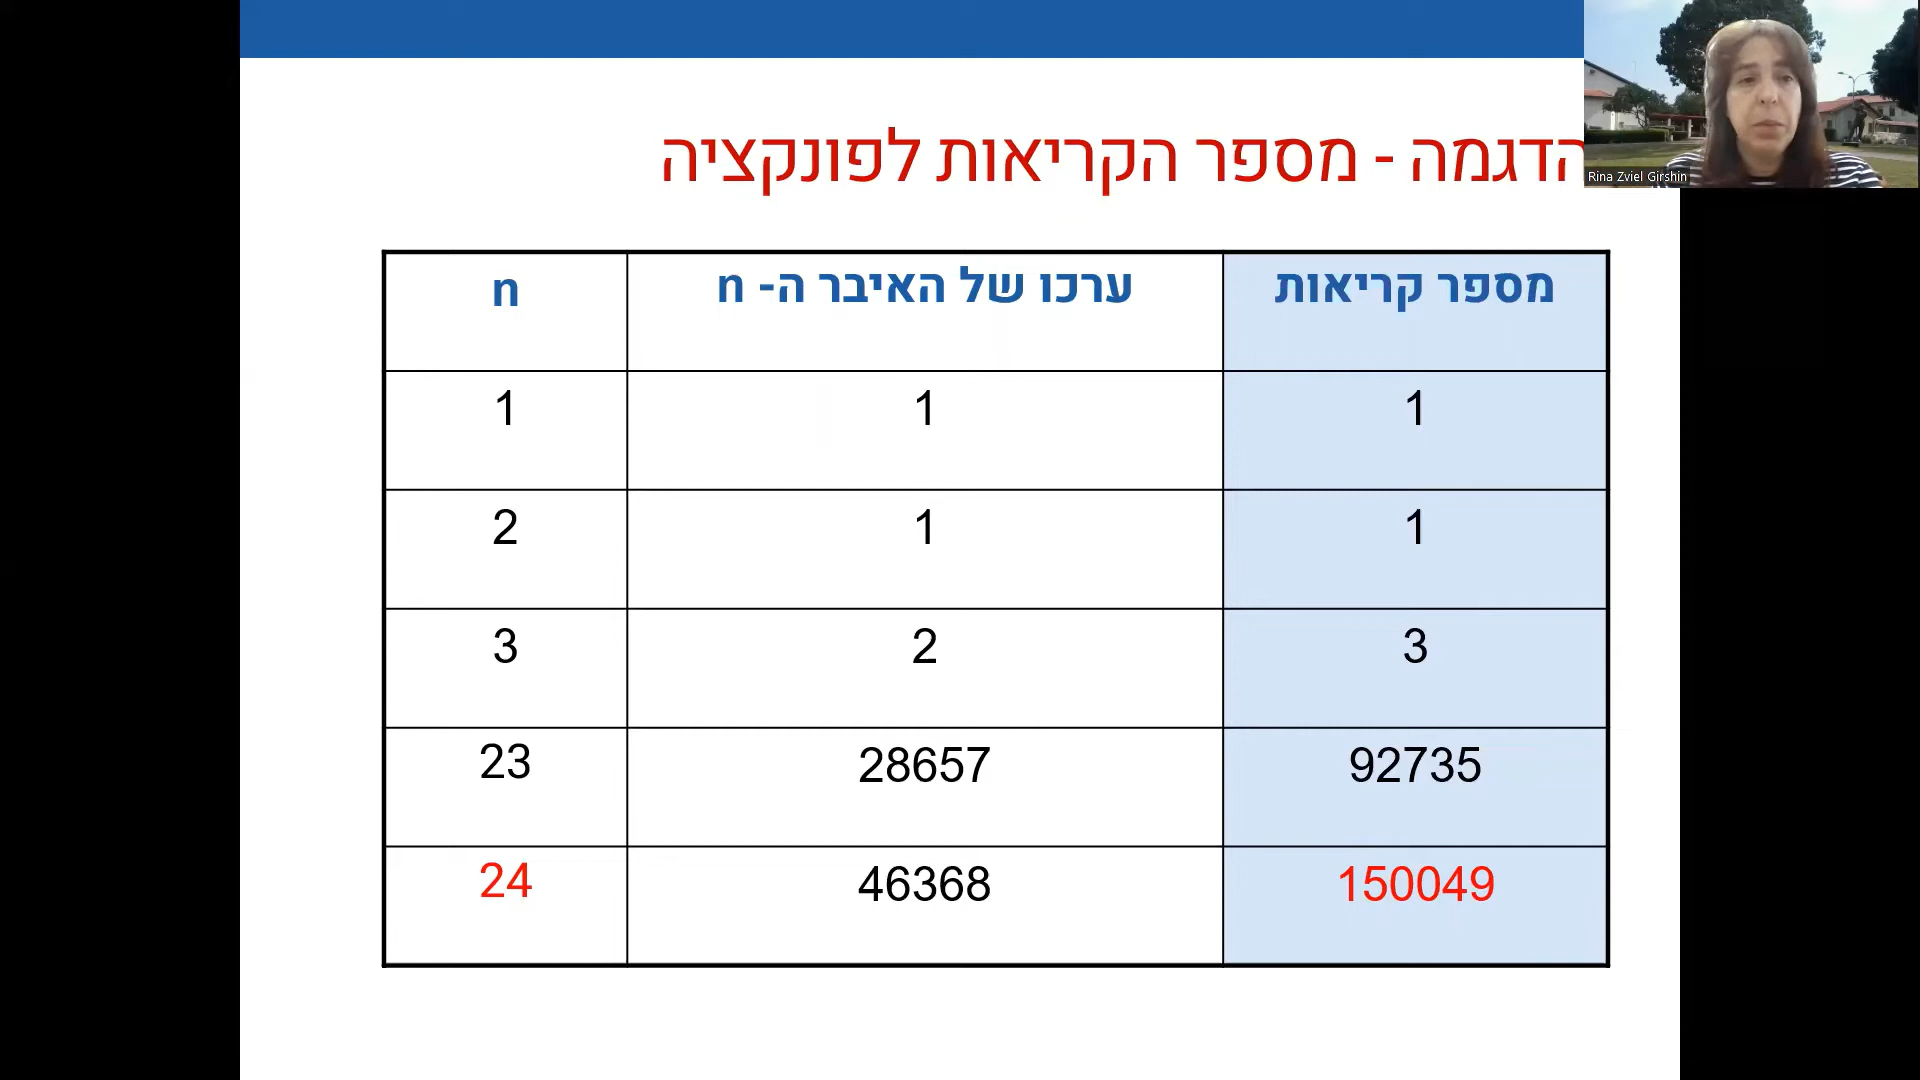 הדגמה - מספר הקריאות לפונקציה
Rina Zviel Girshin
n ערכו של האיבר ה- n מספר קריאות
1 1 1
2 1 1
3 2 3
23 28657 92735
24 46368 150049